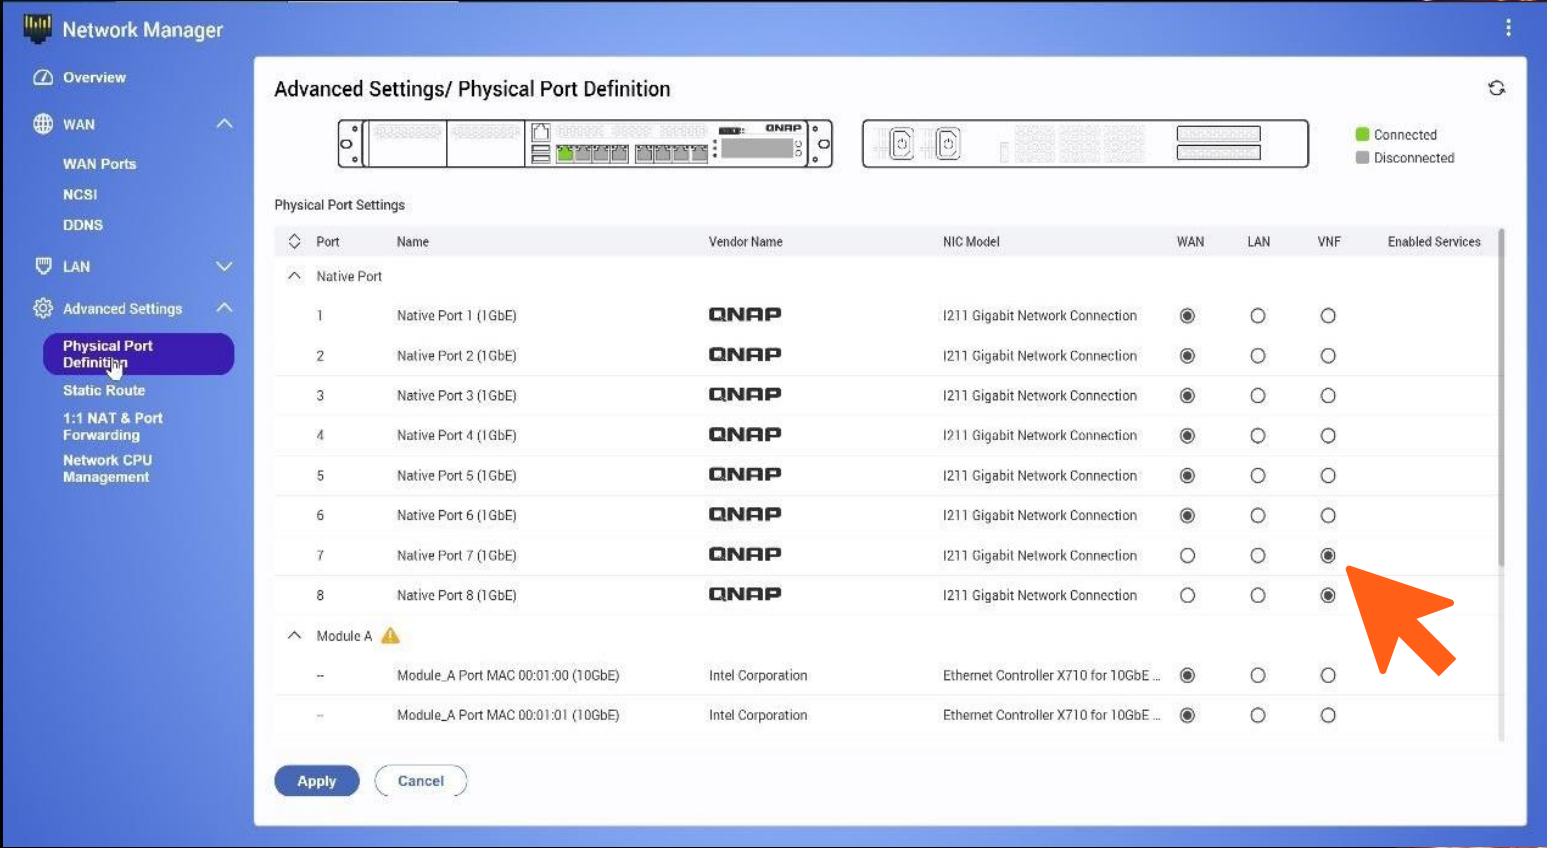 Network Manager
Overview
WAN
WAN Ports
NCSI
DDNS
LAN
Advanced Settings
Physical Port
Definition
Static Route
1:1 NAT & Port
Forwarding
Network CPU
Management
Advanced Settings/ Physical Port Definition
QNAP
Connected
Disconnected
Physical Port Settings
Port Name Vendor Name NIC Model WAN LAN VNF Enabled Services
Native Port
1 Native Port 1 (1GbE) QNAP I211 Gigabit Network Connection
2 Native Port 2 (1GbE) QNAP I211 Gigabit Network Connection
3 Native Port 3 (1GbE) QNAP I211 Gigabit Network Connection
4 Native Port 4 (1GbE) QNAP I211 Gigabit Network Connection
5 Native Port 5 (1GbE) QNAP I211 Gigabit Network Connection
6 Native Port 6 (1GbE) QNAP I211 Gigabit Network Connection
7 Native Port 7 (1GbE) QNAP I211 Gigabit Network Connection
8 Native Port 8 (1GbE) QNAP I211 Gigabit Network Connection
Module A
-- Module_A Port MAC 00:01:00 (10GbE) Intel Corporation Ethernet Controller X710 for 10GbE ...
-- Module_A Port MAC 00:01:01 (10GbE) Intel Corporation Ethernet Controller X710 for 10GbE ...
Apply Cancel